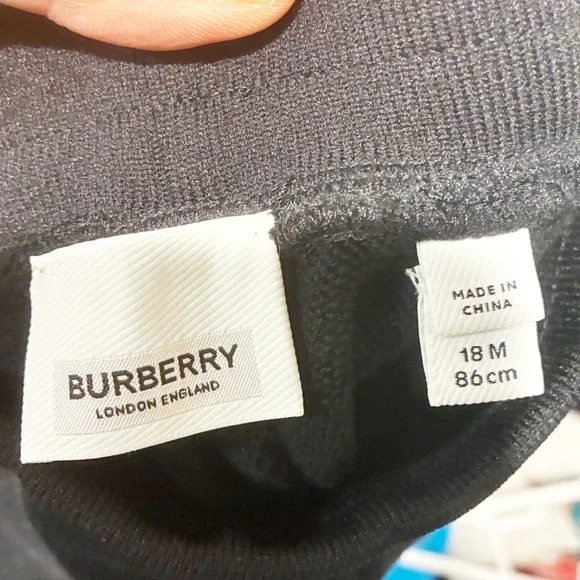 BURBERRY
LONDON ENGLAND
MADE IN
CHINA
18 M
86cm